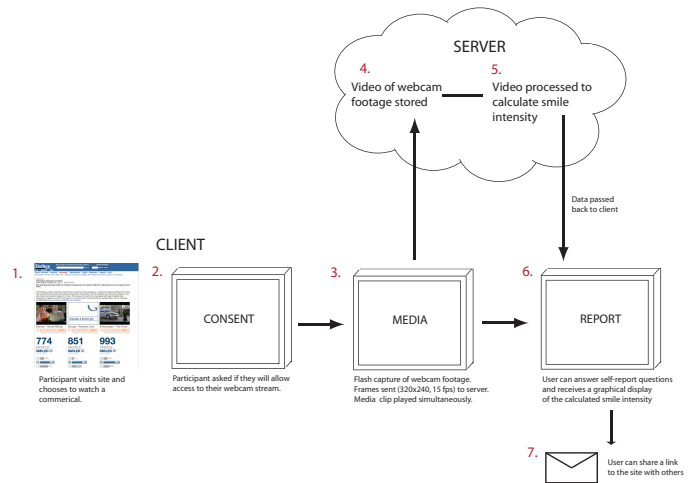 SERVER
4.
5.
Video of webcam
footage stored
Video processed to
calculate smile
intensity
Data passed
back to client
CLIENT
1.
2.
3.
6.
774
851
993
CONSENT
MEDIA
REPORT
Participant visits site and
chooses to watch a
commerical.
Participant asked if they will allow
access to their webcam stream.
Flash capture of webcam footage.
Frames sent (320x240, 15 fps) to server.
Media clip played simultaneously.
User can answer self-report questions
and receives a graphical display
of the calculated smile intensity
7.
User can share a link
to the site with others